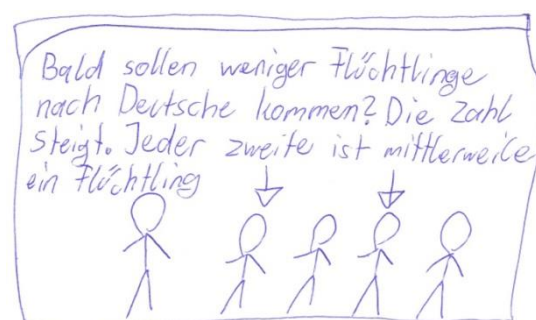 Bald sollen weniger Flüchtlinge
nach Deutsche kommen? Die Zahl
steigt. Jeder zweite ist mittlerweile
ein Flüchtling